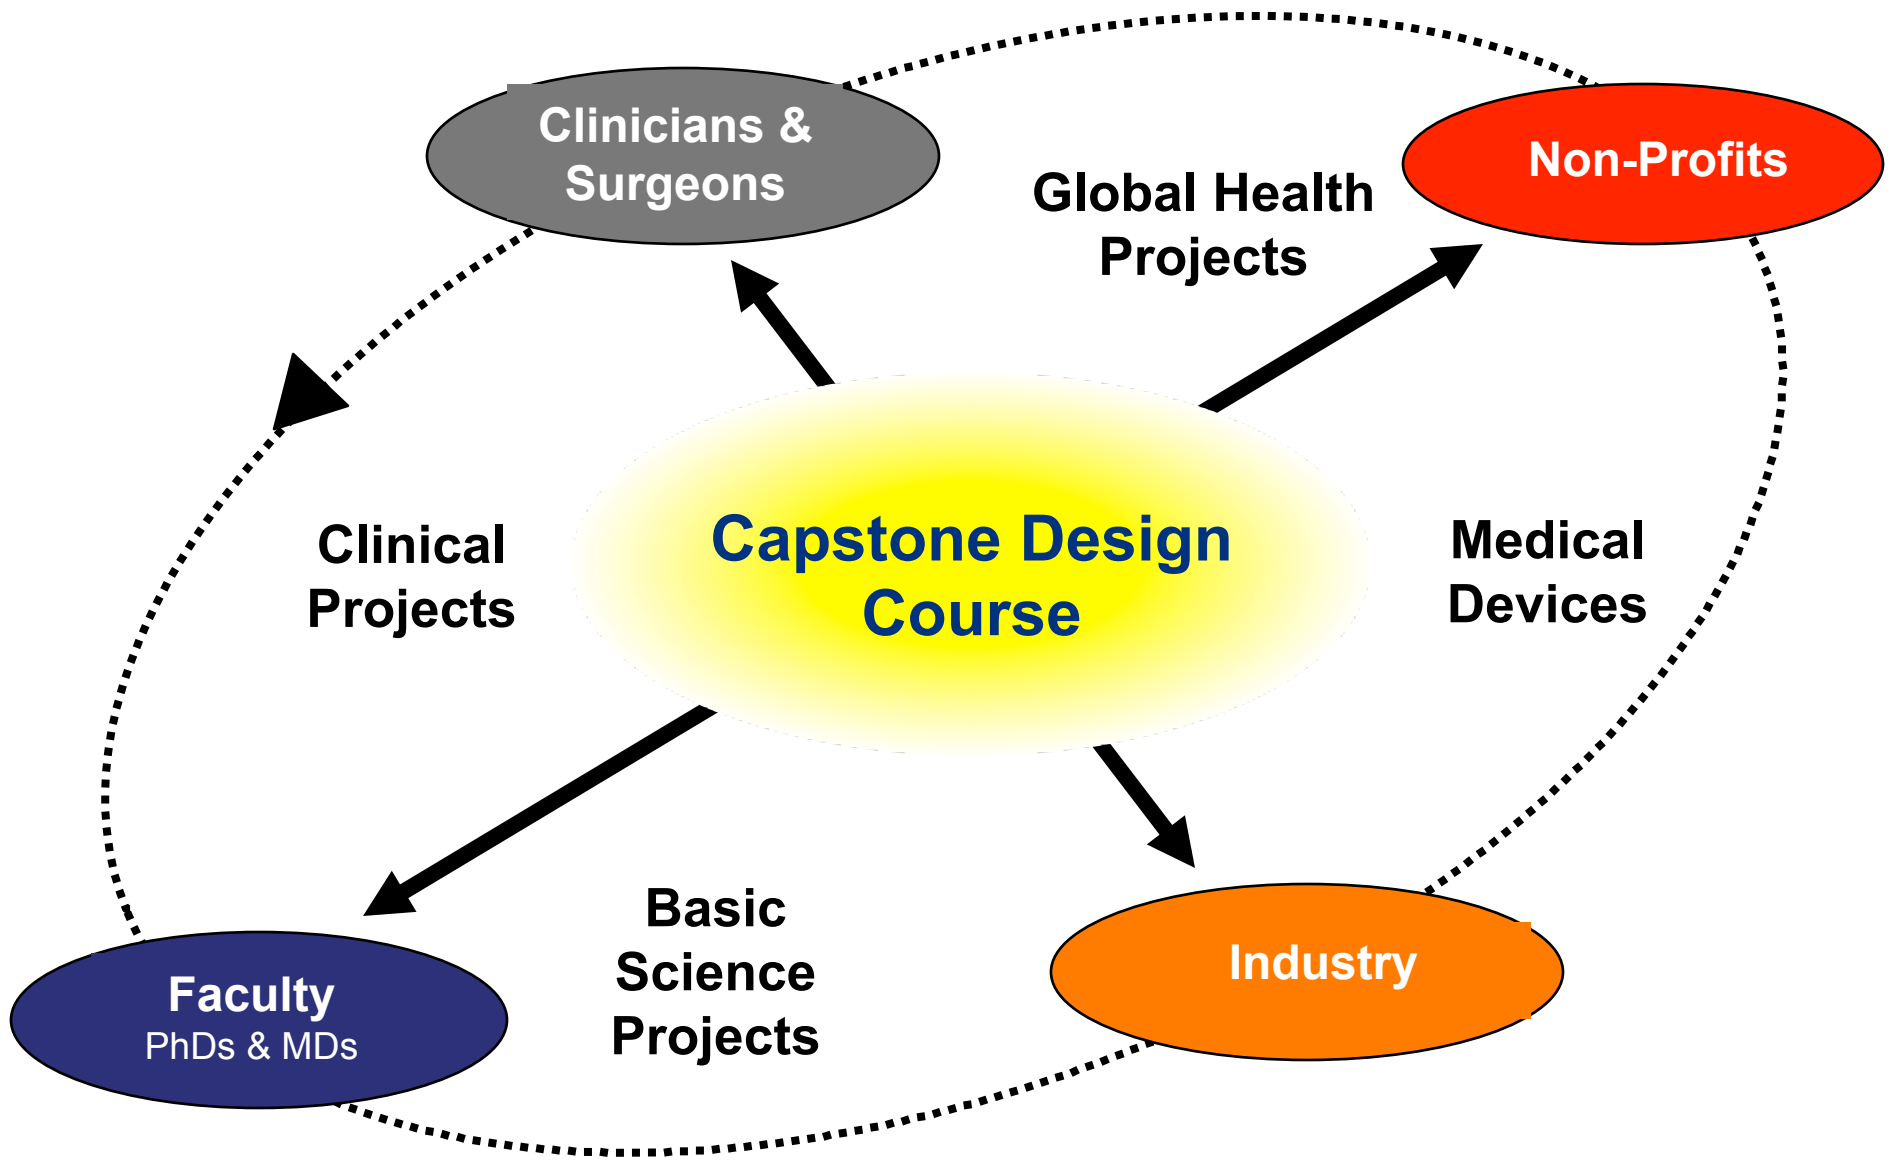 Clinicians &
Surgeons
Non-Profits
Global Health
Projects
Clinical
Projects
Capstone Design
Course
Medical
Devices
Basic
Science
Projects
Industry
Faculty
PhDs & MDs